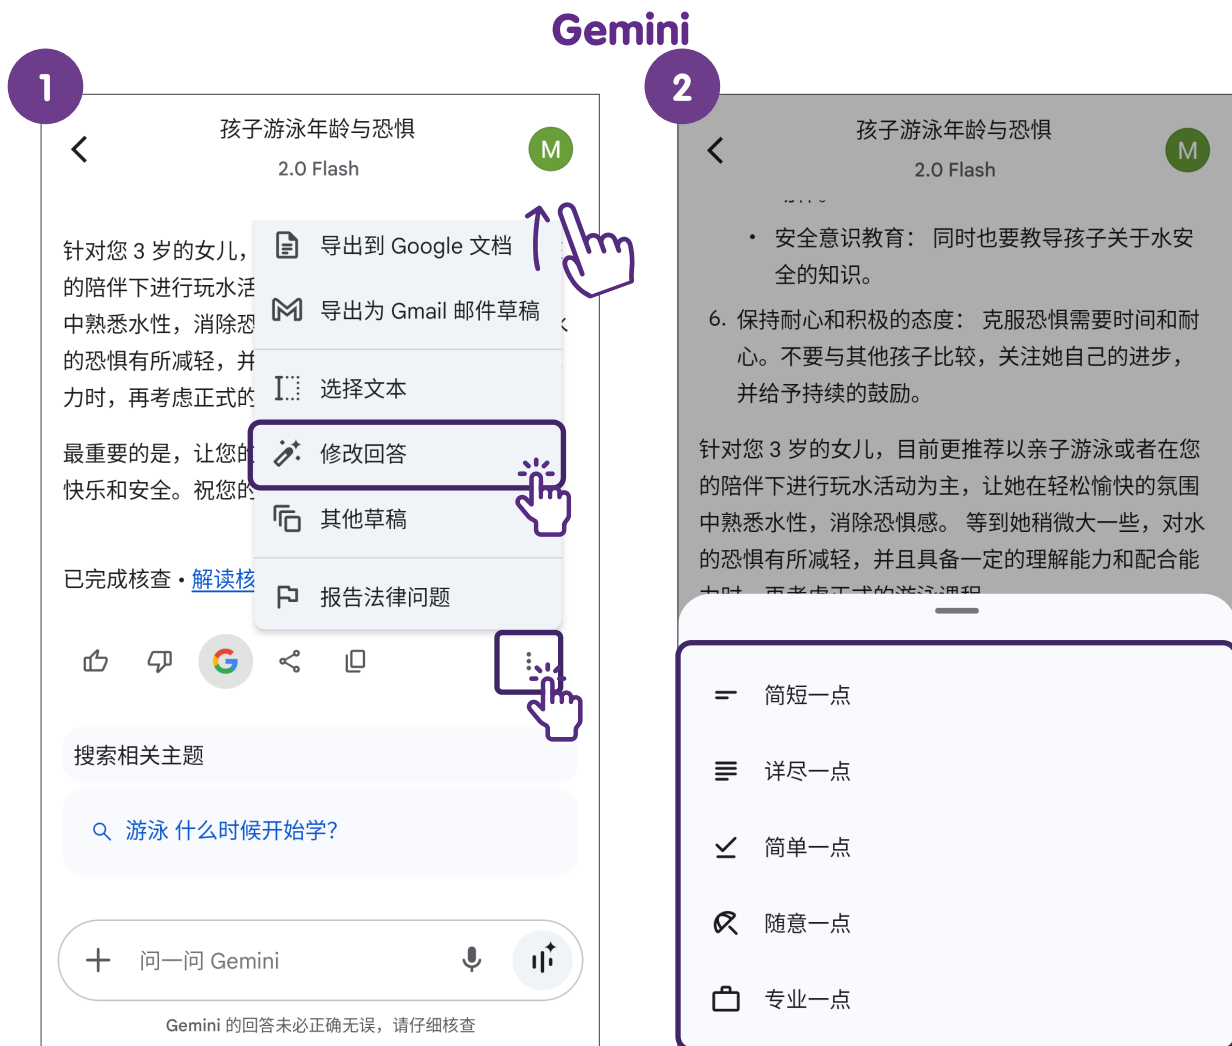 Gemini
1
孩子游泳年龄与恐惧
2.0 Flash
M
针对您 3 岁的女儿，
的陪伴下进行玩水活
中熟悉水性，消除恐
的恐惧有所减轻，并
力时，再考虑正式的
最重要的是，让您的
快乐和安全。祝您的
已完成核查 • 解读核
导出到 Google 文档
导出为 Gmail 邮件草稿
选择文本
修改回答
其他草稿
报告法律问题
搜索相关主题
游泳 什么时候开始学？
问一问 Gemini
Gemini 的回答未必正确无误，请仔细核查
2
孩子游泳年龄与恐惧
2.0 Flash
M
• 安全意识教育： 同时也要教导孩子关于水安
全的知识。
6. 保持耐心和积极的态度： 克服恐惧需要时间和耐
心。不要与其他孩子比较，关注她自己的进步，
并给予持续的鼓励。
针对您 3 岁的女儿，目前更推荐以亲子游泳或者在您
的陪伴下进行玩水活动为主，让她在轻松愉快的氛围
中熟悉水性，消除恐惧感。 等到她稍微大一些，对水
的恐惧有所减轻，并且具备一定的理解能力和配合能
力时，再考虑正式的游泳课程
简短一点
详尽一点
简单一点
随意一点
专业一点